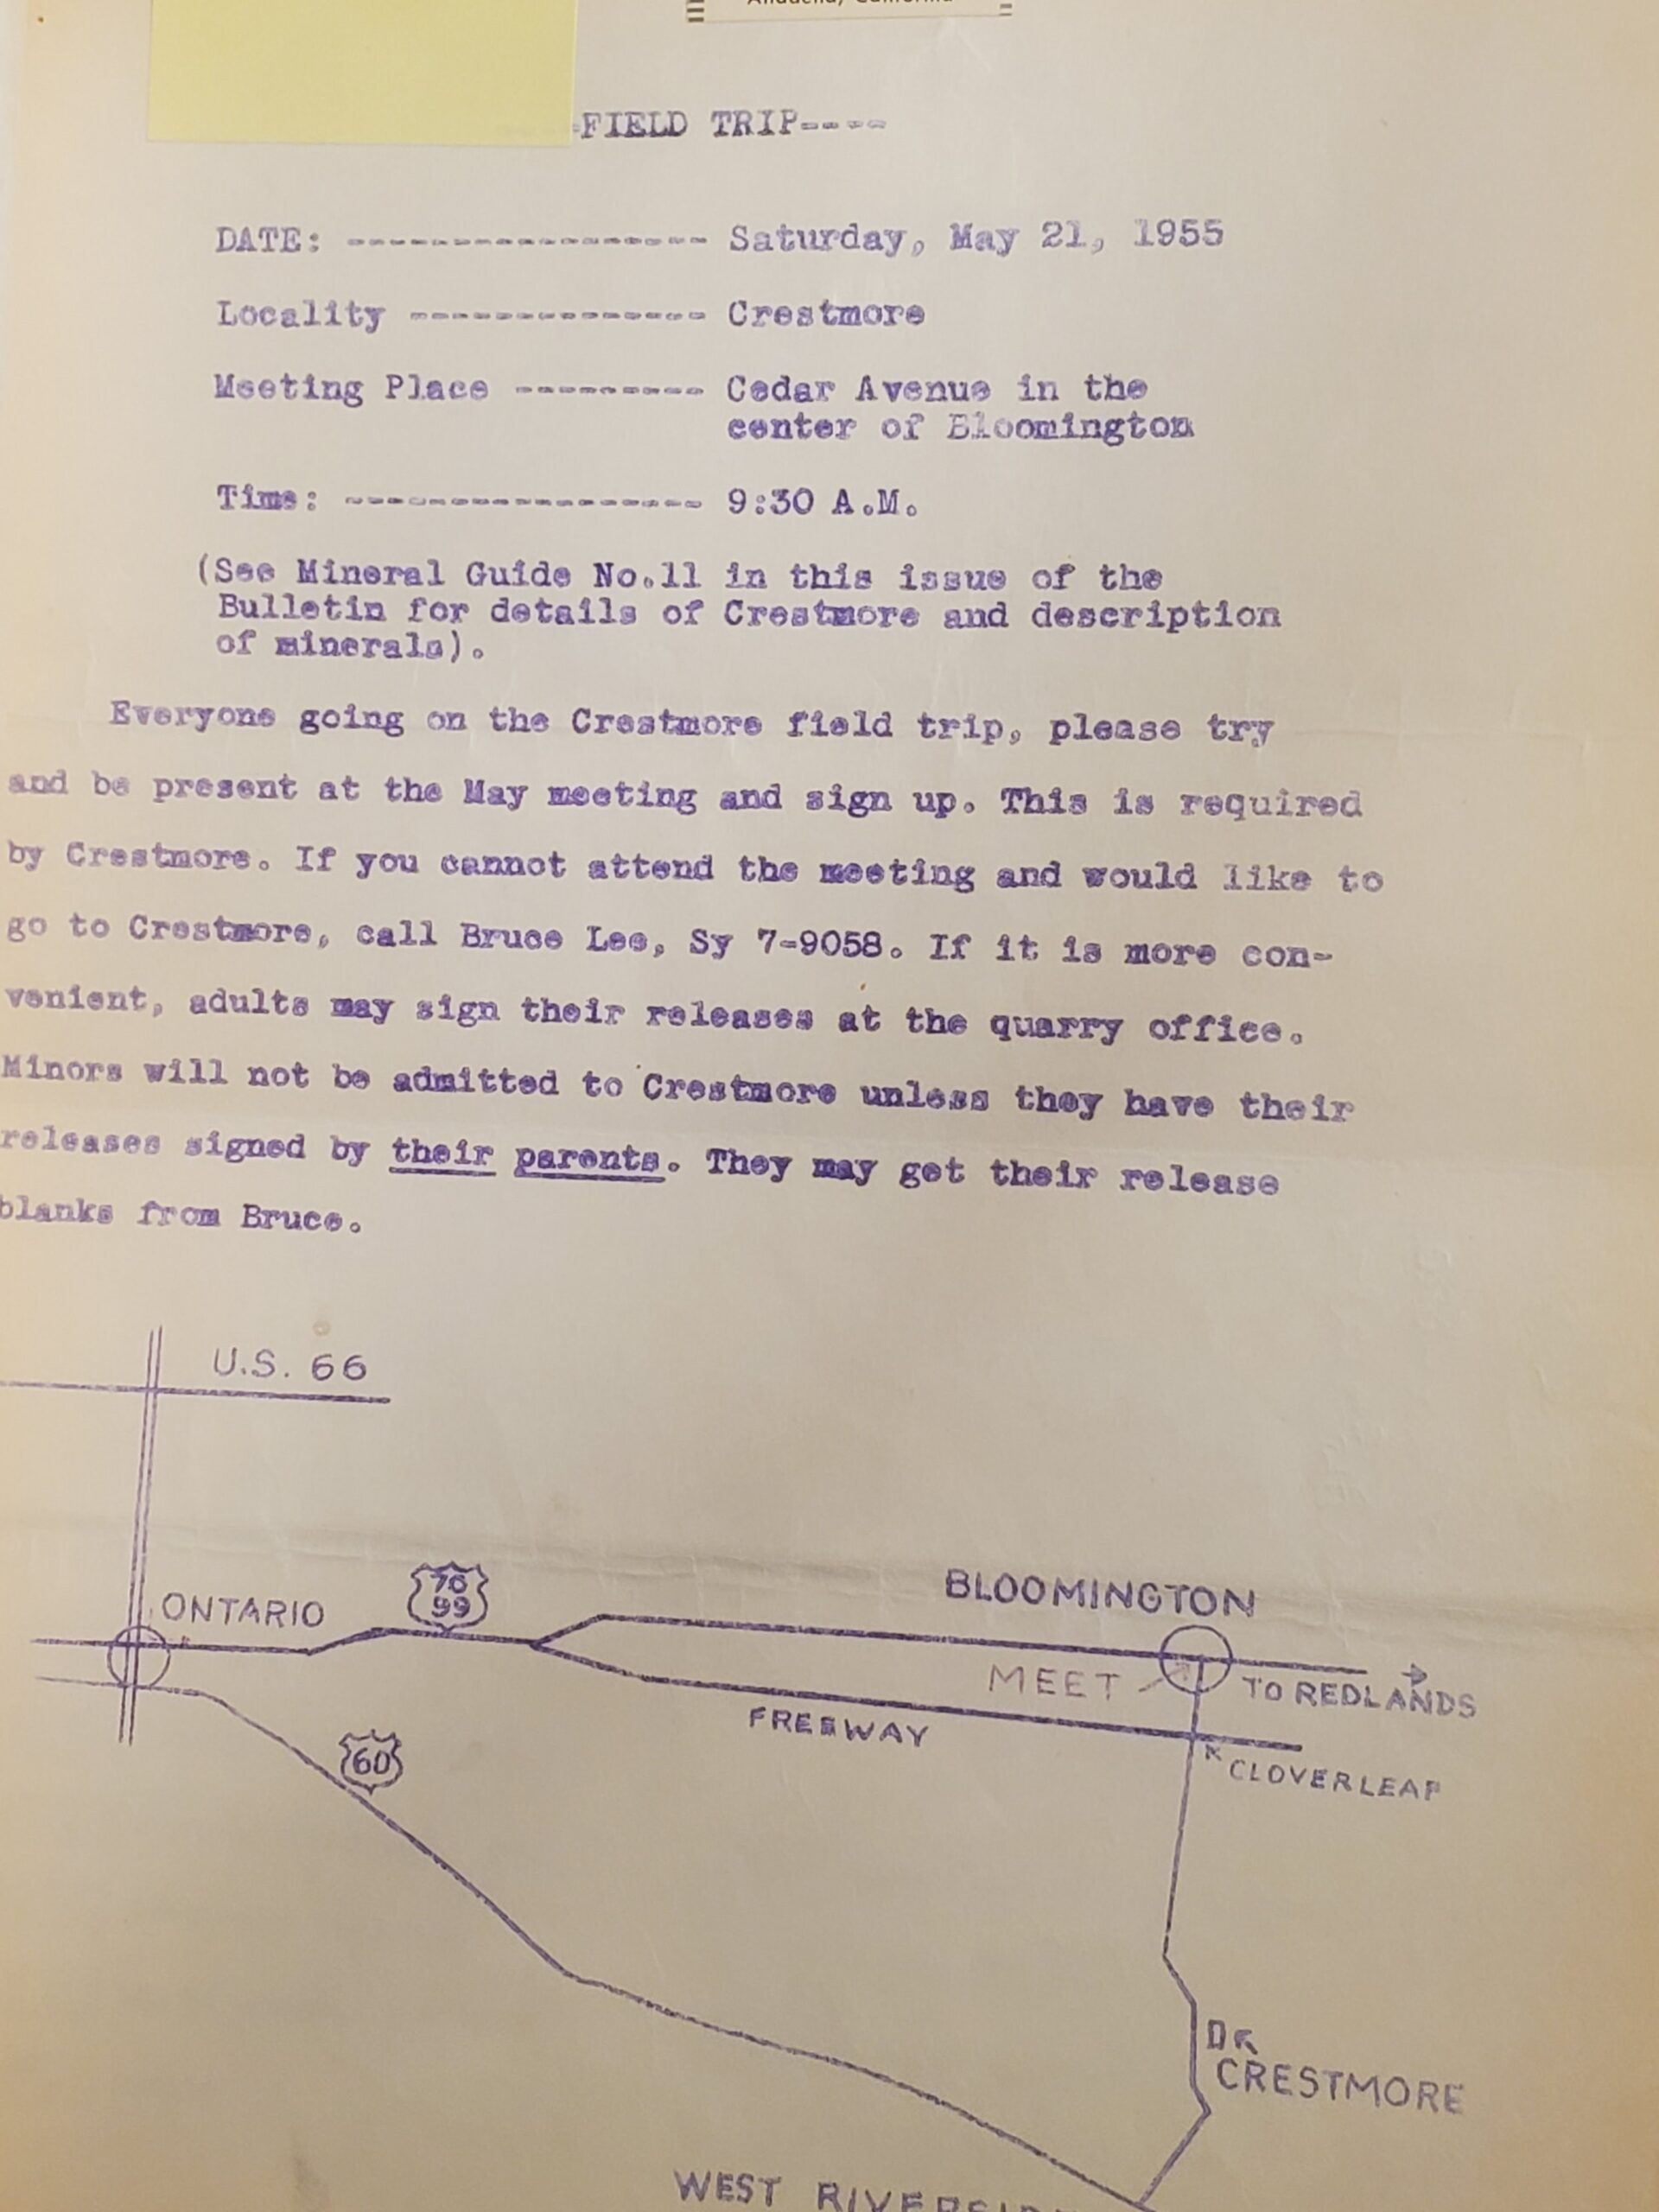 California
-FIELD TRIP----
DATE: ------------------- Saturday, May 21, 1955
Locality --------------- Crestmore
Meeting Place ---------- Cedar Avenue in the
center of Bloomington
Time: ------------------- 9:30 A.M.
(See Mineral Guide No.11 in this issue of the
Bulletin for details of Crestmore and description
of minerals).
Everyone going on the Crestmore field trip, please try
and be present at the May meeting and sign up. This is required
by Crestmore. If you cannot attend the meeting and would like to
go to Crestmore, call Bruce Lee, Sy 7-9058. If it is more con-
venient, adults may sign their releases at the quarry office.
Minors will not be admitted to Crestmore unless they have their
releases signed by their parents. They may get their release
blanks from Bruce.
U.S. 66
ONTARIO
70
99
BLOOMINGTON
MEET
TO REDLANDS
FREEWAY
60
CLOVERLEAF
CRESTMORE
WEST